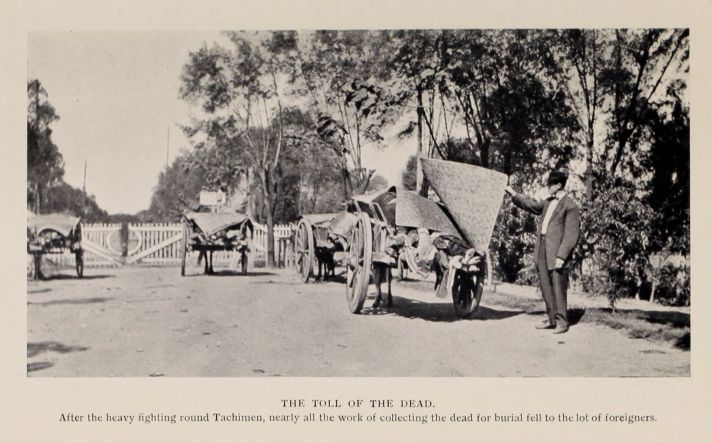 THE TOLL OF THE DEAD.
After the heavy fighting round Tachimen, nearly all the work of collecting the dead for burial fell to the lot of foreigners.